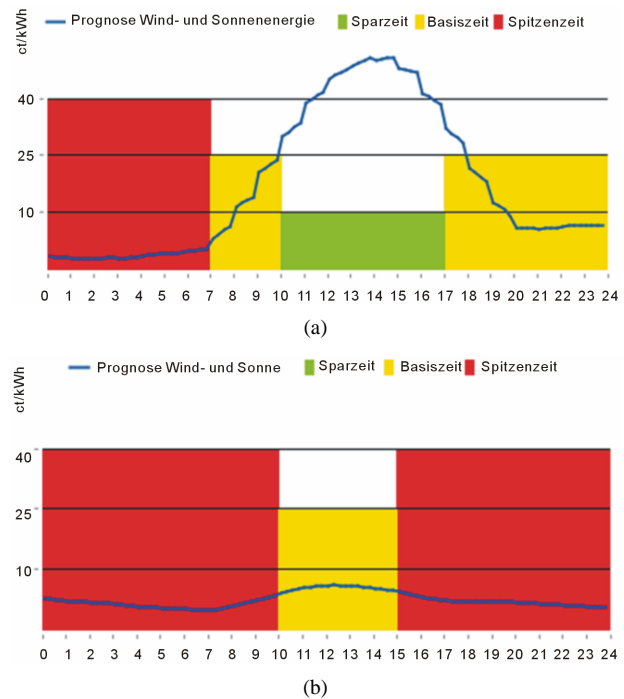 ct/kWh
Prognose Wind- und Sonnenenergie Sparzeit Basiszeit Spitzenzeit
40
25
10
0 1 2 3 4 5 6 7 8 9 10 11 12 13 14 15 16 17 18 19 20 21 22 23 24
(a)
ct/kWh
Prognose Wind- und Sonne Sparzeit Basiszeit Spitzenzeit
40
25
10
0 1 2 3 4 5 6 7 8 9 10 11 12 13 14 15 16 17 18 19 20 21 22 23 24
(b)